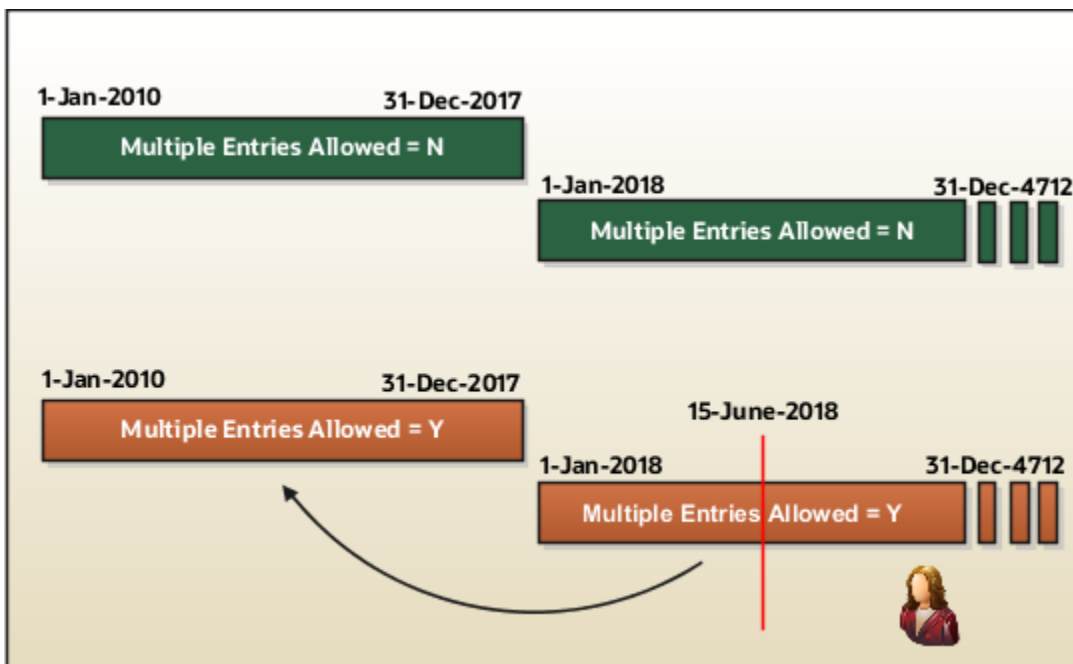 1-Jan-2010 31-Dec-2017
Multiple Entries Allowed = N
1-Jan-2018 31-Dec-4712
Multiple Entries Allowed = N
1-Jan-2010 31-Dec-2017
Multiple Entries Allowed = Y
15-June-2018
1-Jan-2018 31-Dec-4712
Multiple Entries Allowed = Y